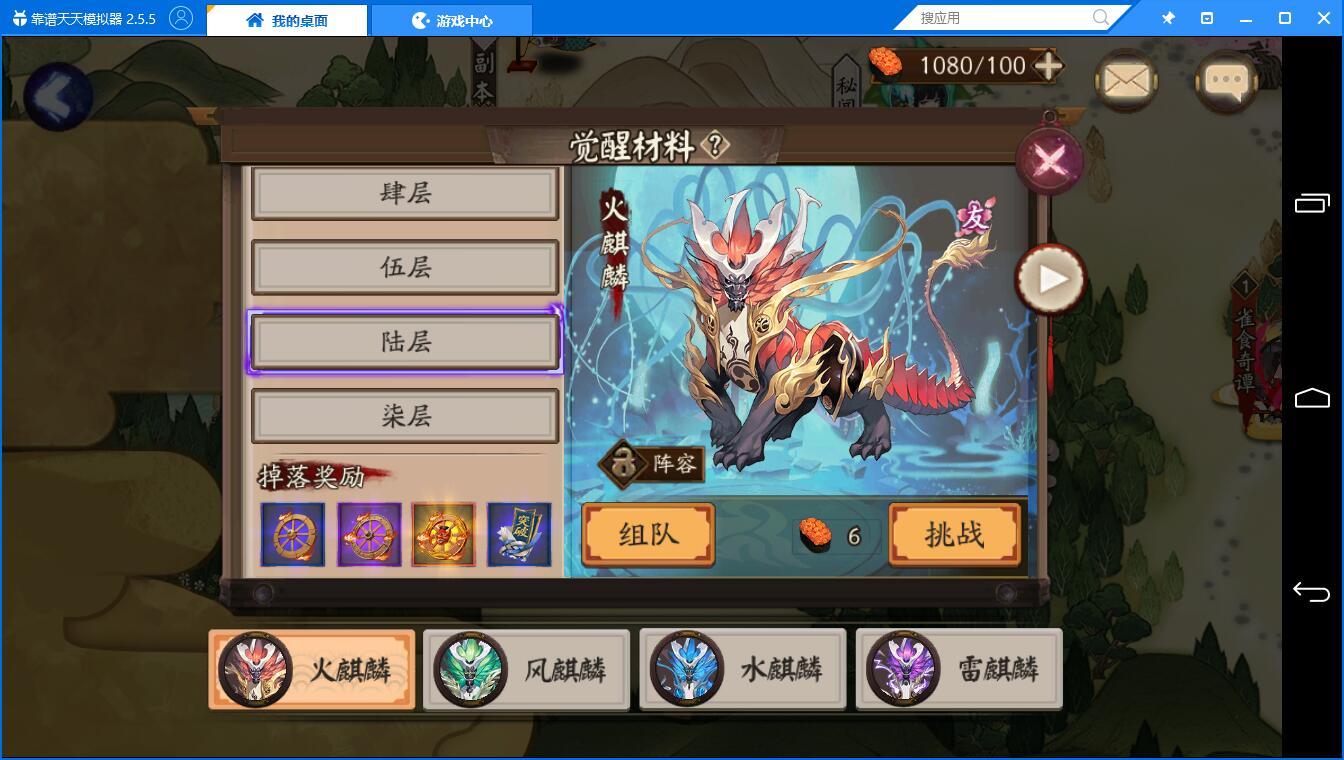 靠谱天天模拟器 2.5.5
我的桌面
游戏中心
搜应用
副本
秘闻
1080/100
觉醒材料?
肆层
伍层
陆层
柒层
掉落奖励
突破
火麒麟
友
阵容
组队
6
挑战
1
雀食奇谭
火麒麟
风麒麟
水麒麟
雷麒麟